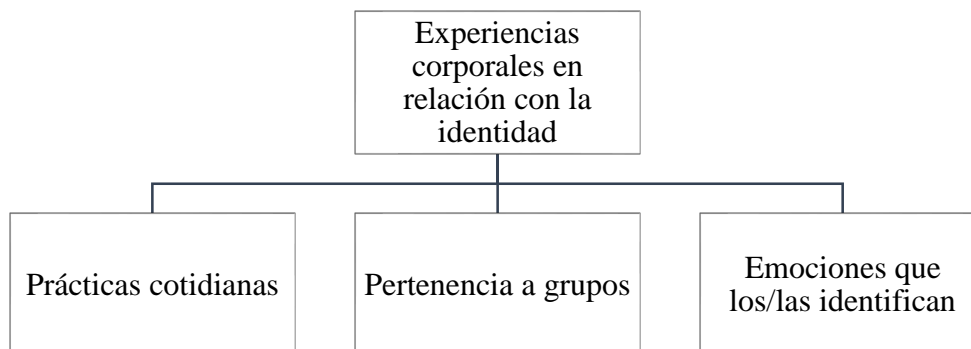 Experiencias
corporales en
relación con la
identidad
Prácticas cotidianas
Pertenencia a grupos
Emociones que
los/las identifican